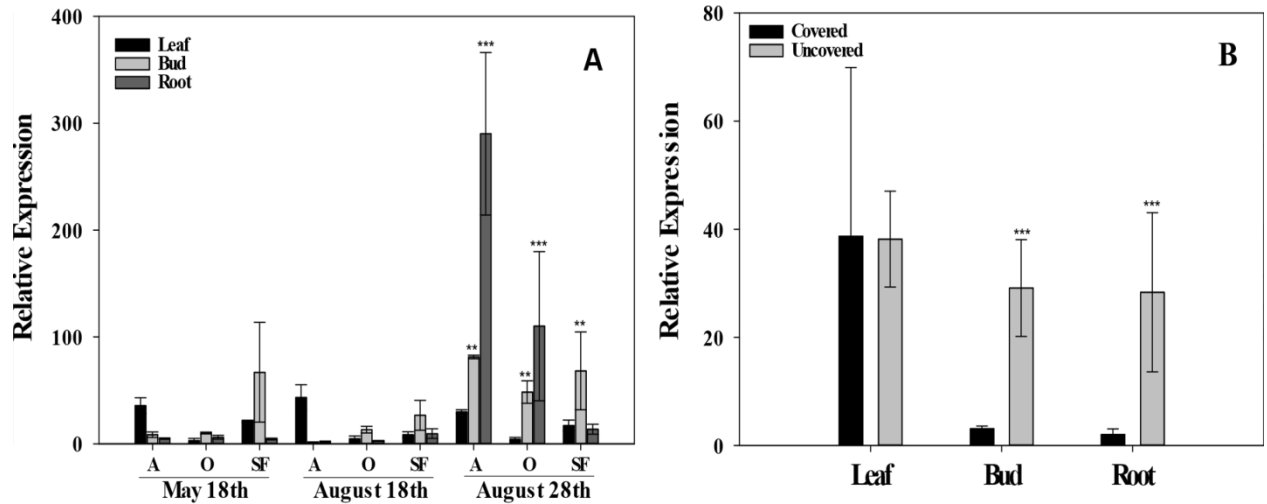 A
Relative Expression
400
300
200
100
0
Leaf
Bud
Root
***
***
**
**
**
A O SF A O SF A O SF
May 18th August 18th August 28th
B
Relative Expression
80
60
40
20
0
Covered
Uncovered
***
***
Leaf Bud Root